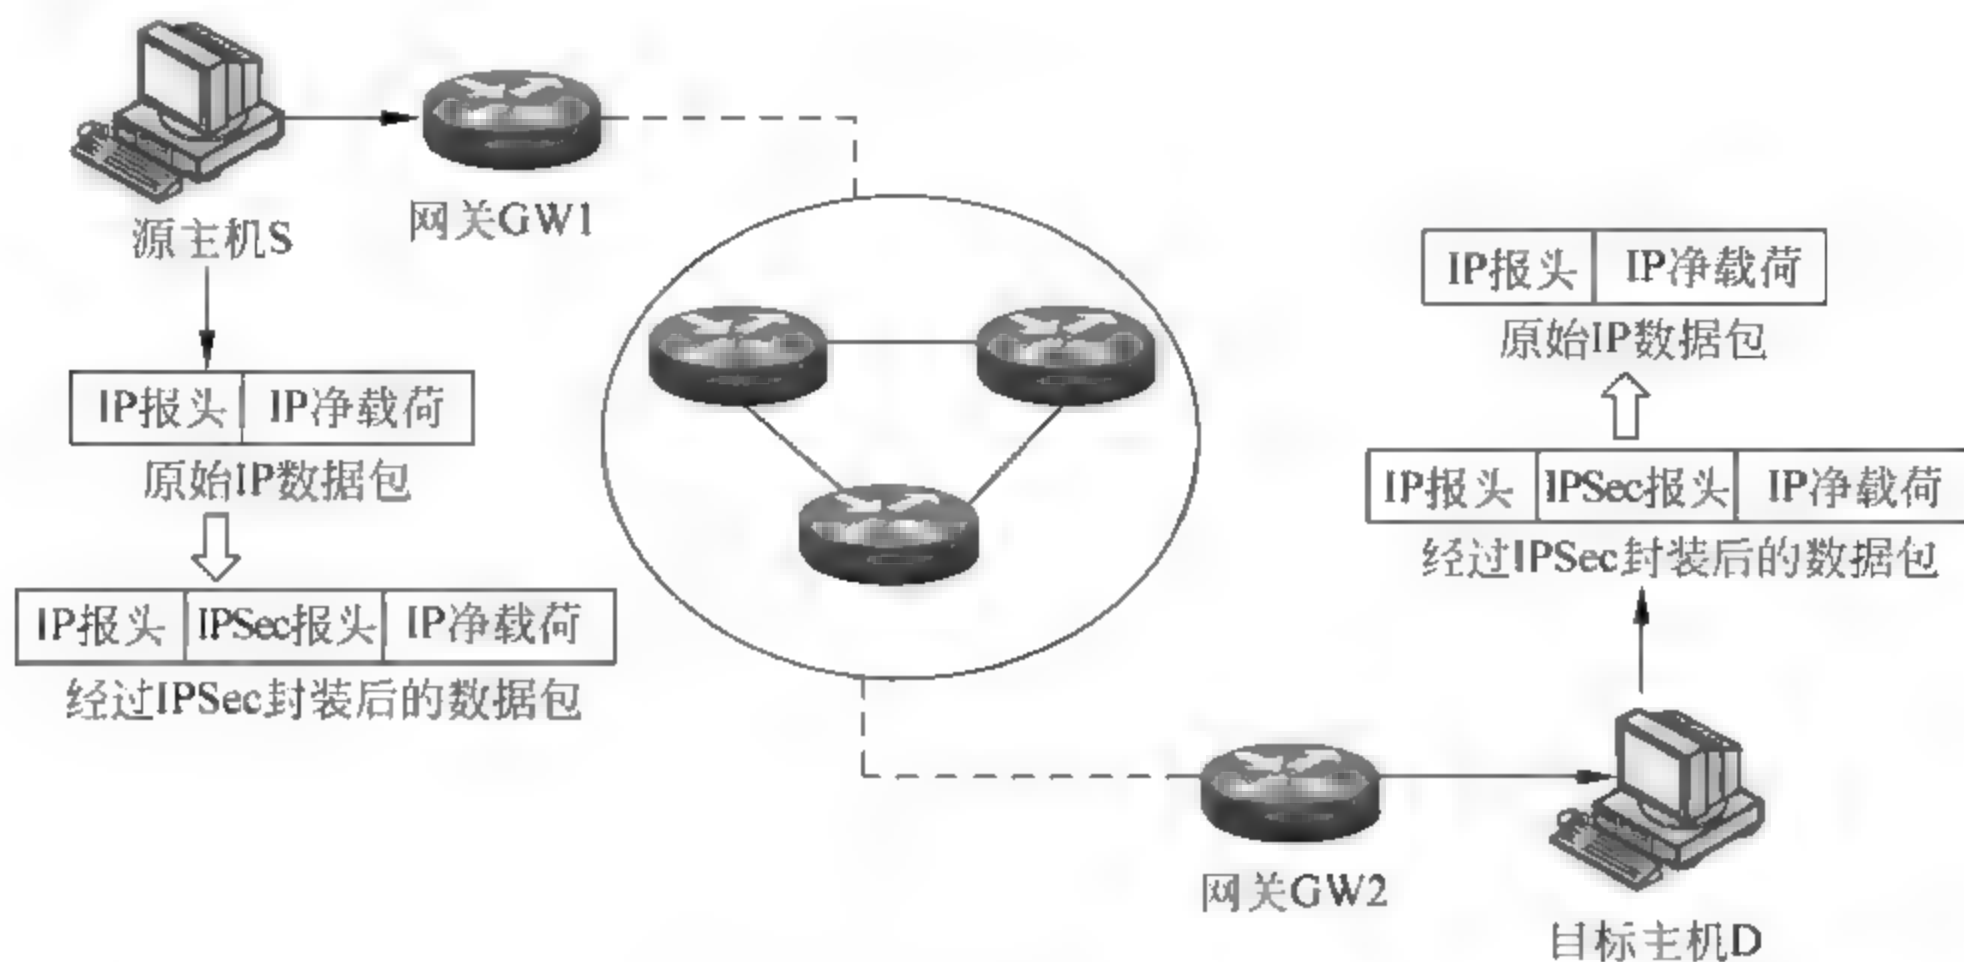 源主机S
网关GW1
IP报头 IP净载荷
原始IP数据包
IP报头 IPSec报头 IP净载荷
经过IPSec封装后的数据包
IP报头 IP净载荷
原始IP数据包
IP报头 IPSec报头 IP净载荷
经过IPSec封装后的数据包
网关GW2
目标主机D